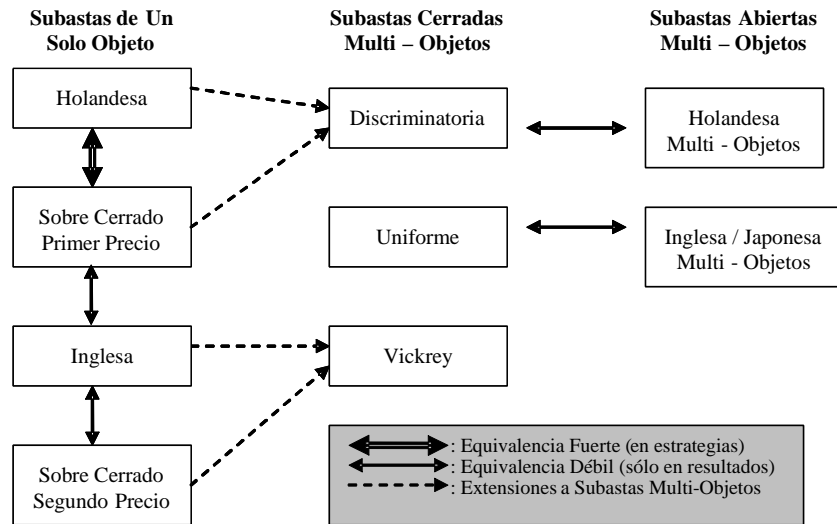 Subastas de Un
Solo Objeto
Subastas Cerradas
Multi – Objetos
Subastas Abiertas
Multi – Objetos
Holandesa
Discriminatoria
Holandesa
Multi - Objetos
Sobre Cerrado
Primer Precio
Uniforme
Inglesa / Japonesa
Multi - Objetos
Inglesa
Vickrey
Sobre Cerrado
Segundo Precio
: Equivalencia Fuerte (en estrategias)
: Equivalencia Débil (sólo en resultados)
: Extensiones a Subastas Multi-Objetos